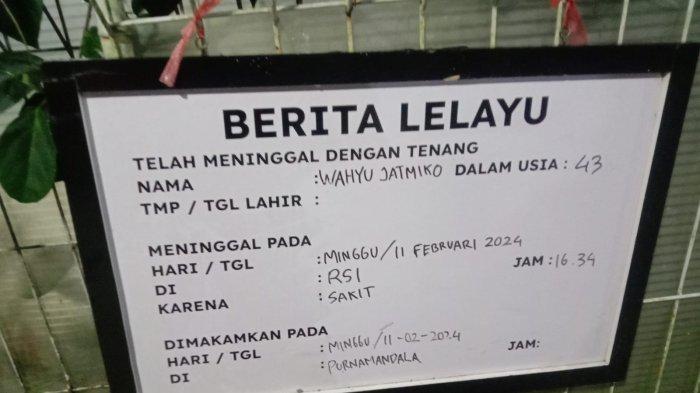 BERITA LELAYU
TELAH MENINGGAL DENGAN TENANG
NAMA : WAHYU JATMIKO DALAM USIA : 43
TMP / TGL LAHIR :
MENINGGAL PADA
HARI / TGL : MINGGU / 11 FEBRUARI 2024 JAM : 16.34
DI : RSI
KARENA : SAKIT
DIMAKAMKAN PADA
HARI / TGL : MINGGU / 11-02-2024 JAM:
DI : PURNAMANDALA